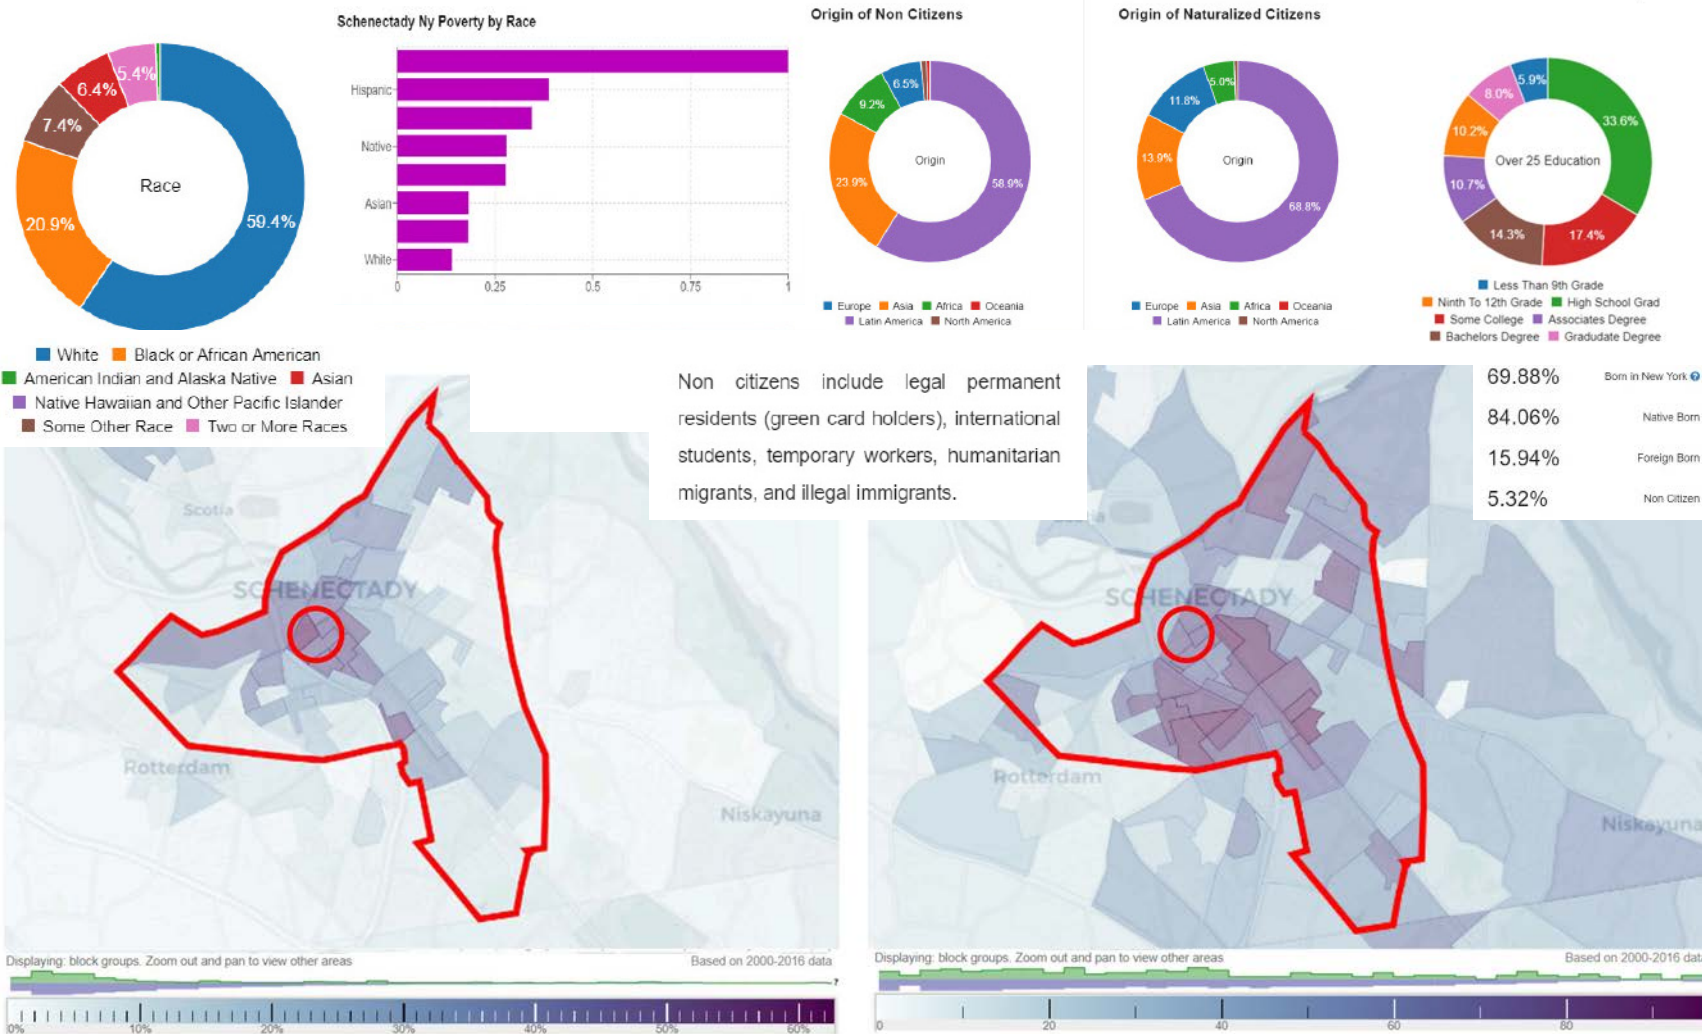 Schenectady Ny Poverty by Race
Origin of Non Citizens
Origin of Naturalized Citizens
Race
59.4%
20.9%
7.4%
6.4%
5.4%
White
Black or African American
American Indian and Alaska Native
Asian
Native Hawaiian and Other Pacific Islander
Some Other Race
Two or More Races
Hispanic
Native
Asian
White
0
0.25
0.5
0.75
1
Origin
58.9%
23.9%
9.2%
6.5%
Europe Asia Africa Oceania
Latin America North America
Origin
68.8%
13.9%
11.8%
5.0%
Europe Asia Africa Oceania
Latin America North America
Over 25 Education
33.6%
17.4%
14.3%
10.7%
10.2%
8.0%
5.9%
Less Than 9th Grade
Ninth To 12th Grade High School Grad
Some College Associates Degree
Bachelors Degree Gradudate Degree
Non citizens include legal permanent
residents (green card holders), international
students, temporary workers, humanitarian
migrants, and illegal immigrants.
69.88% Born in New York
84.06% Native Born
15.94% Foreign Born
5.32% Non Citizen
Scotia
SCHENECTADY
Rotterdam
Niskayuna
Displaying: block groups. Zoom out and pan to view other areas
Based on 2000-2016 data
?
0% 10% 20% 30% 40% 50% 60%
SCHENECTADY
Rotterdam
Niskayuna
Displaying: block groups. Zoom out and pan to view other areas
Based on 2000-2016 data
0 20 40 60 80